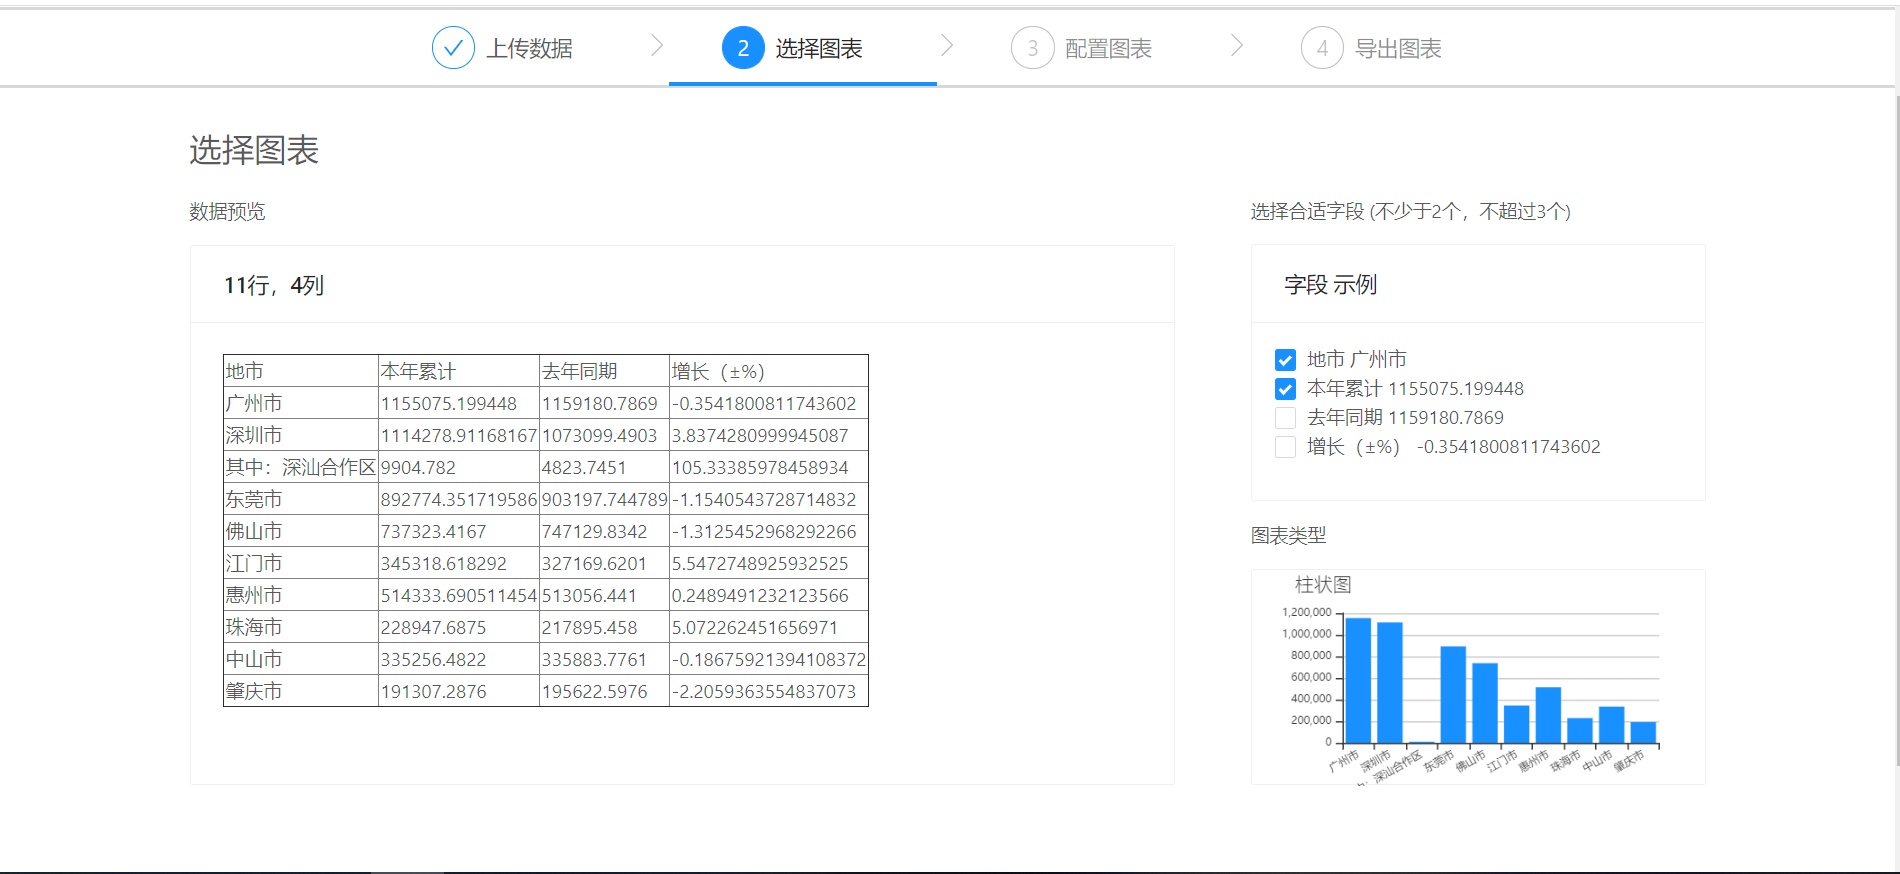 上传数据
2 选择图表
3 配置图表
4 导出图表
选择图表
数据预览
11行，4列
地市 本年累计 去年同期 增长（±%）
广州市 1155075.199448 1159180.7869 -0.3541800811743602
深圳市 1114278.91168167 1073099.4903 3.8374280999945087
其中：深汕合作区 9904.782 4823.7451 105.33385978458934
东莞市 892774.351719586 903197.744789 -1.1540543728714832
佛山市 737323.4167 747129.8342 -1.3125452968292266
江门市 345318.618292 327169.6201 5.5472748925932525
惠州市 514333.690511454 513056.441 0.2489491232123566
珠海市 228947.6875 217895.458 5.072262451656971
中山市 335256.4822 335883.7761 -0.18675921394108372
肇庆市 191307.2876 195622.5976 -2.2059363554837073
选择合适字段 (不少于2个，不超过3个)
字段 示例
地市 广州市
本年累计 1155075.199448
去年同期 1159180.7869
增长（±%） -0.3541800811743602
图表类型
柱状图
1,200,000
1,000,000
800,000
600,000
400,000
200,000
0
广州市
深圳市
：深汕合作区
东莞市
佛山市
江门市
惠州市
珠海市
中山市
肇庆市